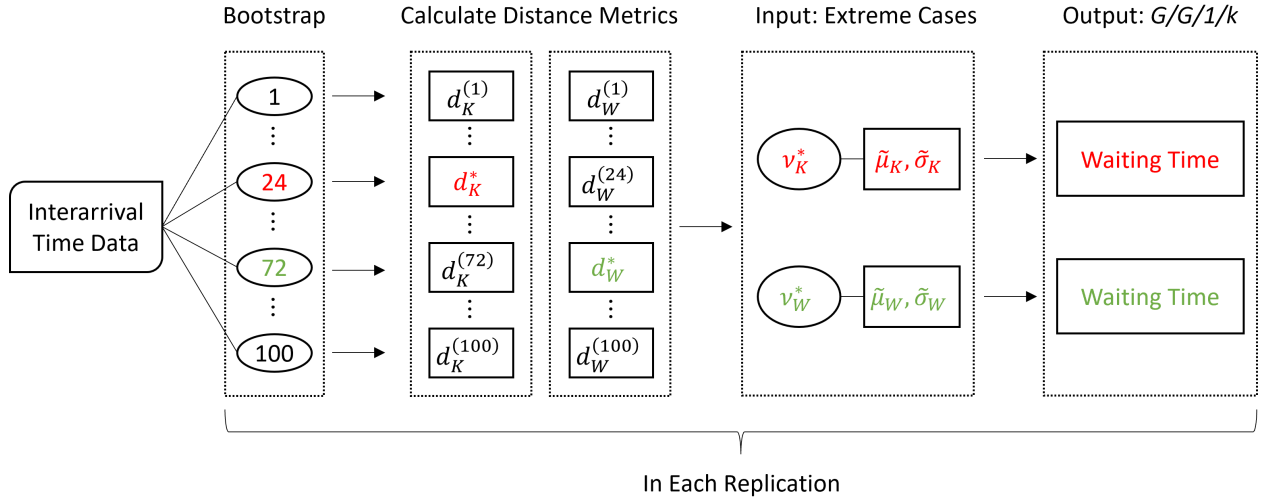 Bootstrap
Calculate Distance Metrics
Input: Extreme Cases
Output: G/G/1/k
Interarrival
Time Data
1
⋮
24
⋮
72
⋮
100
d_K^{(1)}
⋮
d_K^*
⋮
d_K^{(72)}
⋮
d_K^{(100)}
d_W^{(1)}
⋮
d_W^{(24)}
⋮
d_W^*
⋮
d_W^{(100)}
ν_K^*
μ̃_K, σ̃_K
ν_W^*
μ̃_W, σ̃_W
Waiting Time
Waiting Time
In Each Replication